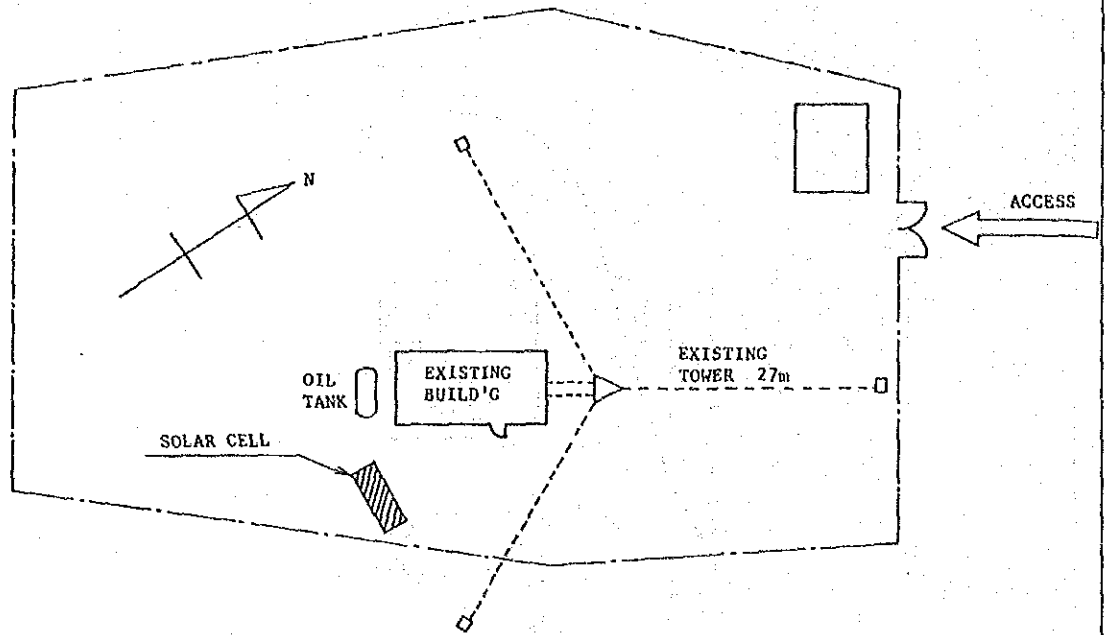 N
ACCESS
EXISTING
TOWER 27m
OIL
TANK
EXISTING
BUILD'G
SOLAR CELL